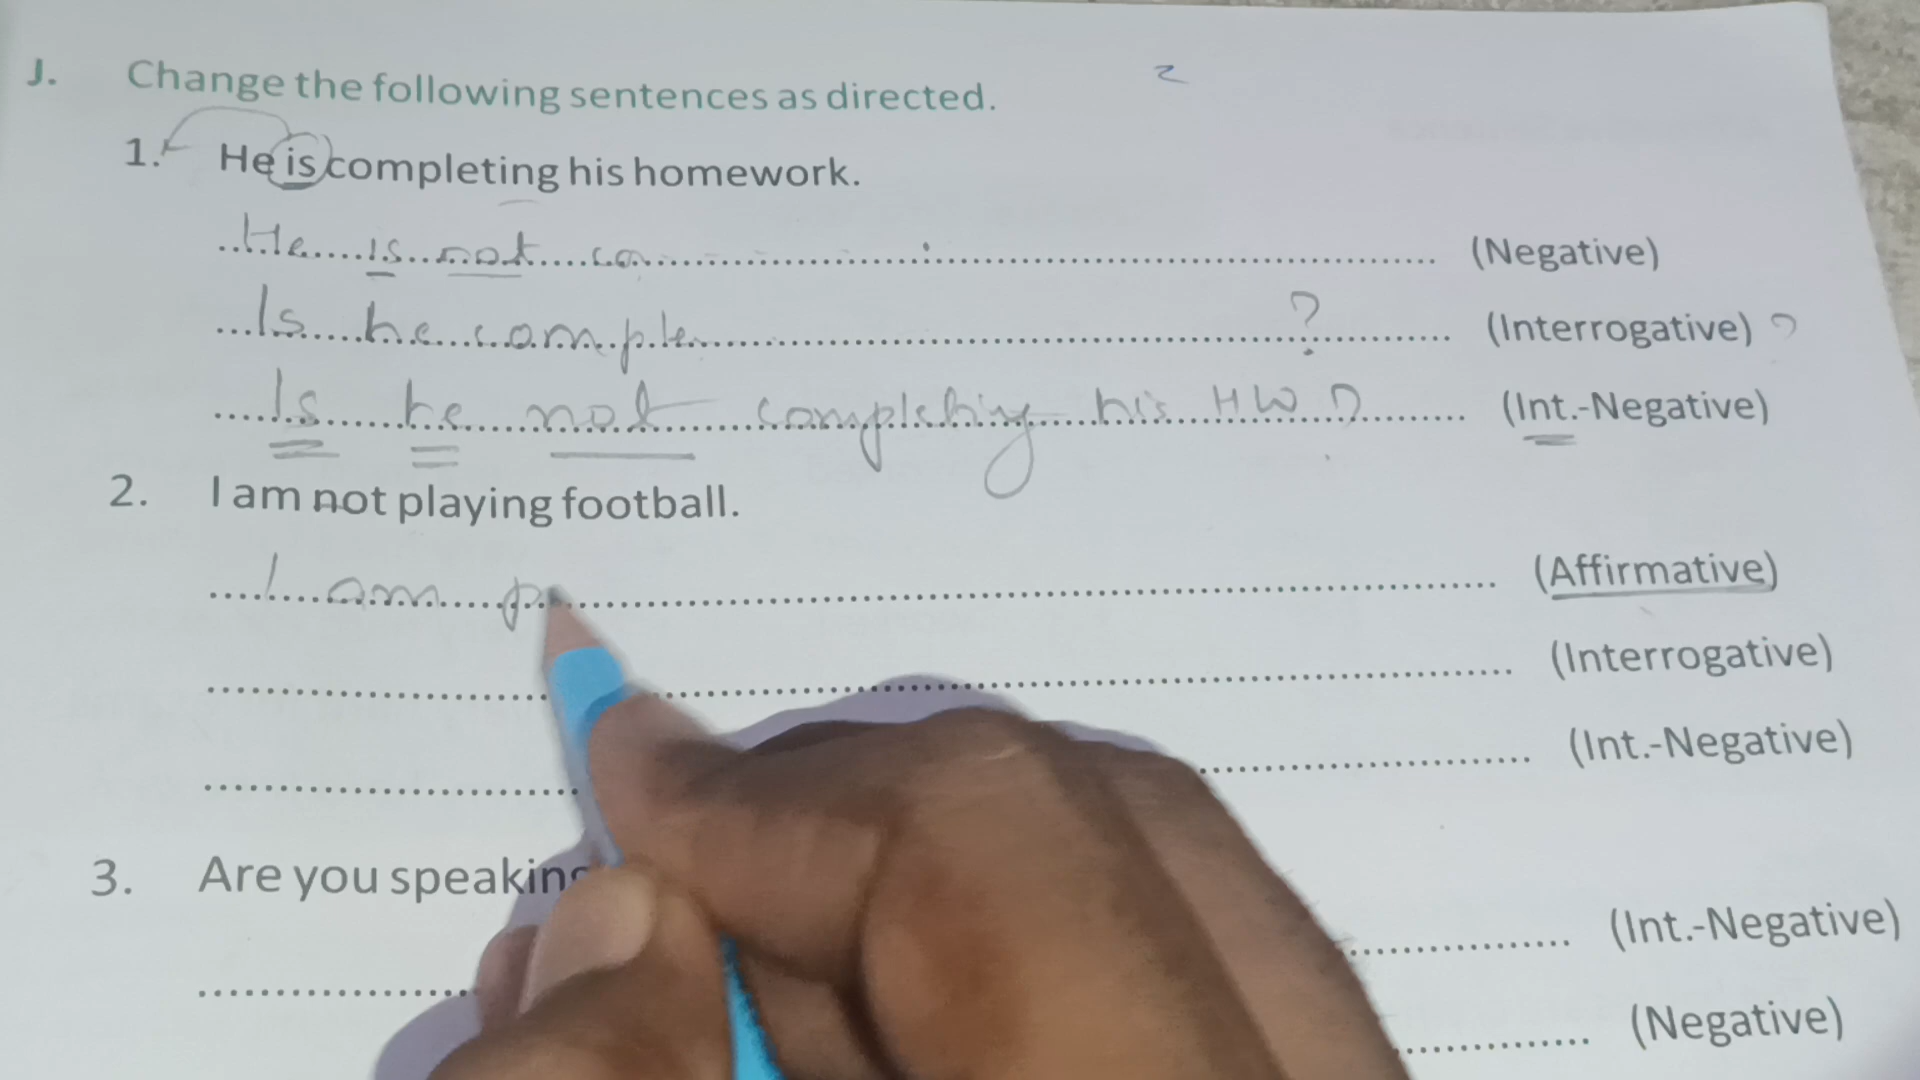 J. Change the following sentences as directed.
1. He is completing his homework.
He is not co . (Negative)
Is he comple ? (Interrogative) ?
Is he not completing his HW ? (Int.-Negative)
2. I am not playing football.
I am p (Affirmative)
(Interrogative)
(Int.-Negative)
3. Are you speaking
(Int.-Negative)
(Negative)